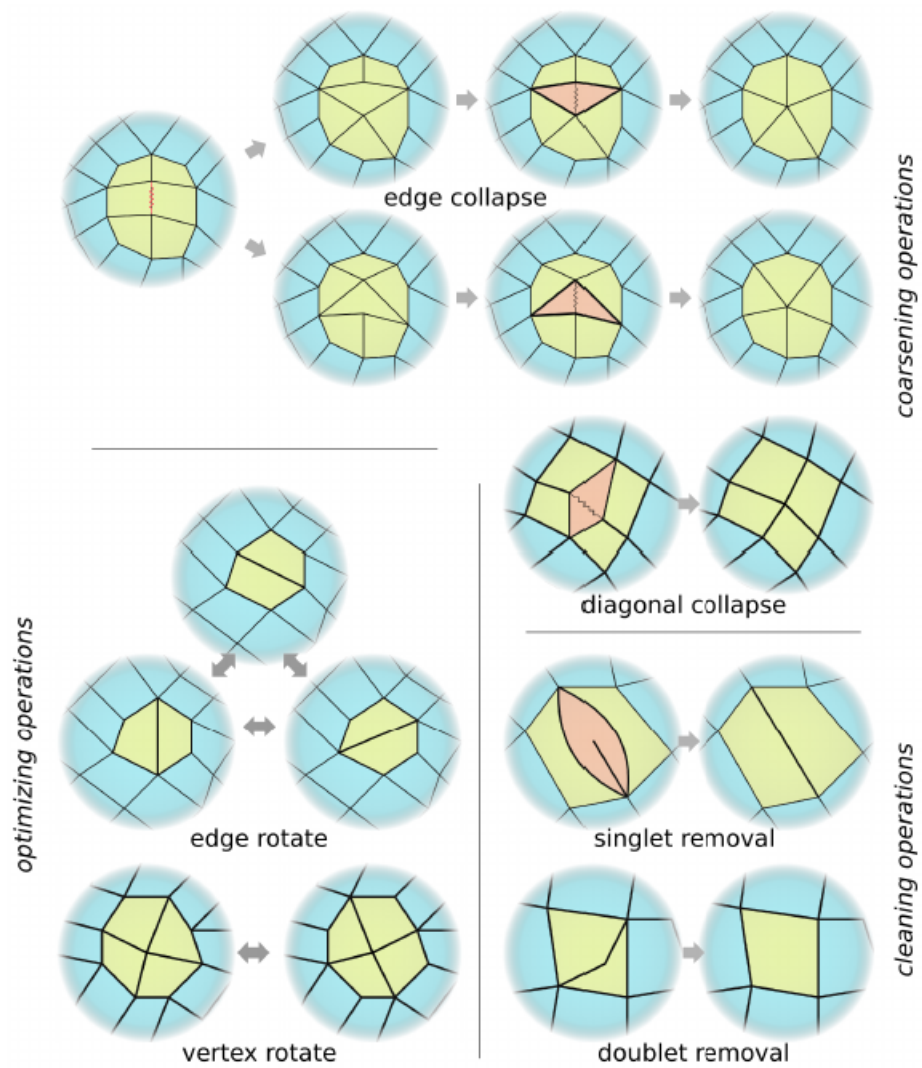 edge collapse
coarsening operations
diagonal collapse
optimizing operations
edge rotate
vertex rotate
singlet removal
doublet removal
cleaning operations